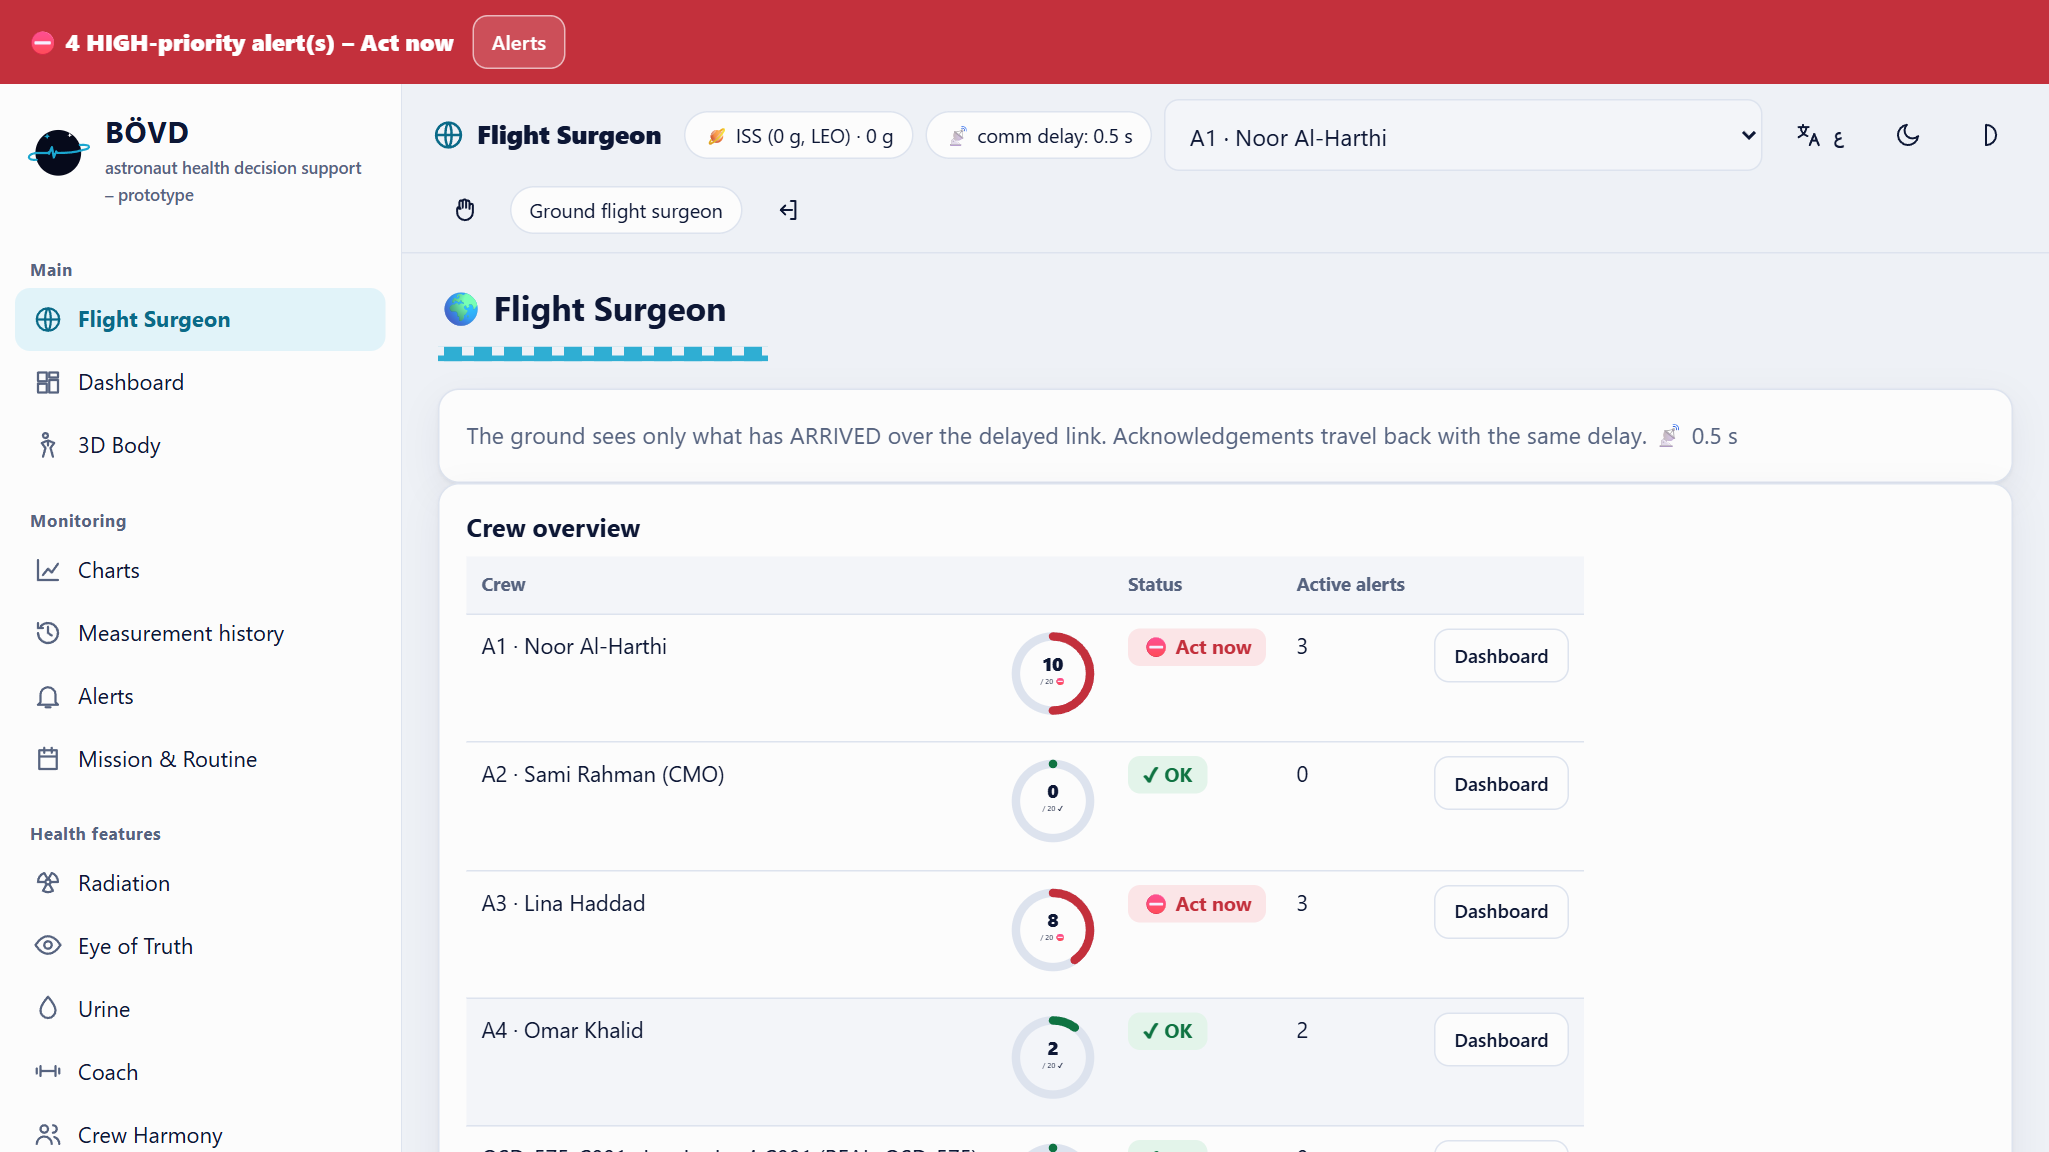 4 HIGH-priority alert(s) – Act now
Alerts
BÖVD
astronaut health decision support
– prototype
Main
Flight Surgeon
Dashboard
3D Body
Monitoring
Charts
Measurement history
Alerts
Mission & Routine
Health features
Radiation
Eye of Truth
Urine
Coach
Crew Harmony
Flight Surgeon
ISS (0 g, LEO) · 0 g
comm delay: 0.5 s
A1 · Noor Al-Harthi
ع
Ground flight surgeon
Flight Surgeon
The ground sees only what has ARRIVED over the delayed link. Acknowledgements travel back with the same delay. 0.5 s
Crew overview
Crew Status Active alerts
A1 · Noor Al-Harthi 10 / 20 Act now 3 Dashboard
A2 · Sami Rahman (CMO) 0 / 20 ✓ ✓ OK 0 Dashboard
A3 · Lina Haddad 8 / 20 Act now 3 Dashboard
A4 · Omar Khalid 2 / 20 ✓ ✓ OK 2 Dashboard